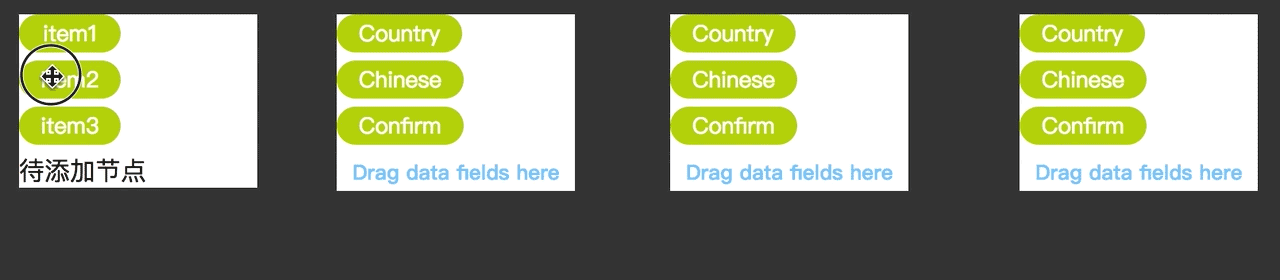 item1
item2
item3
待添加节点
Country
Chinese
Confirm
Drag data fields here
Country
Chinese
Confirm
Drag data fields here
Country
Chinese
Confirm
Drag data fields here